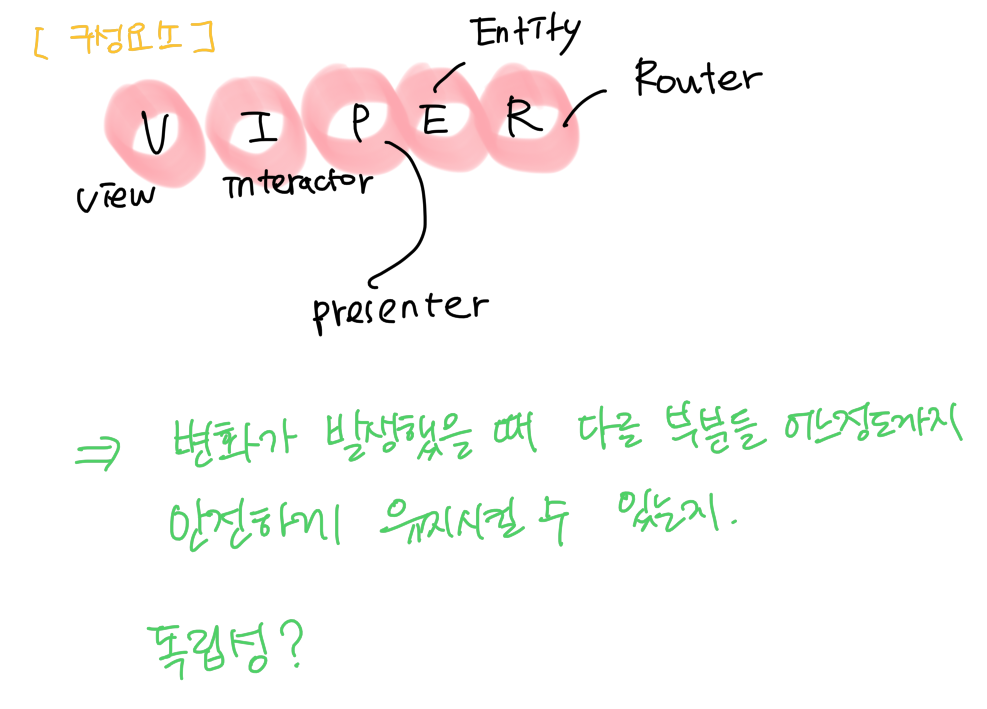 [ 구성요소 ]
Entity
Router
V I P E R
view
interactor
presenter
⇒ 변화가 발생했을 때 다른 부분들 어느정도까지
안전하게 유지시킬 수 있는지.
독립성?